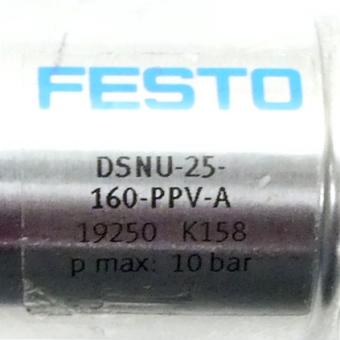 FESTO
DSNU-25-
160-PPV-A
19250 K158
p max: 10 bar